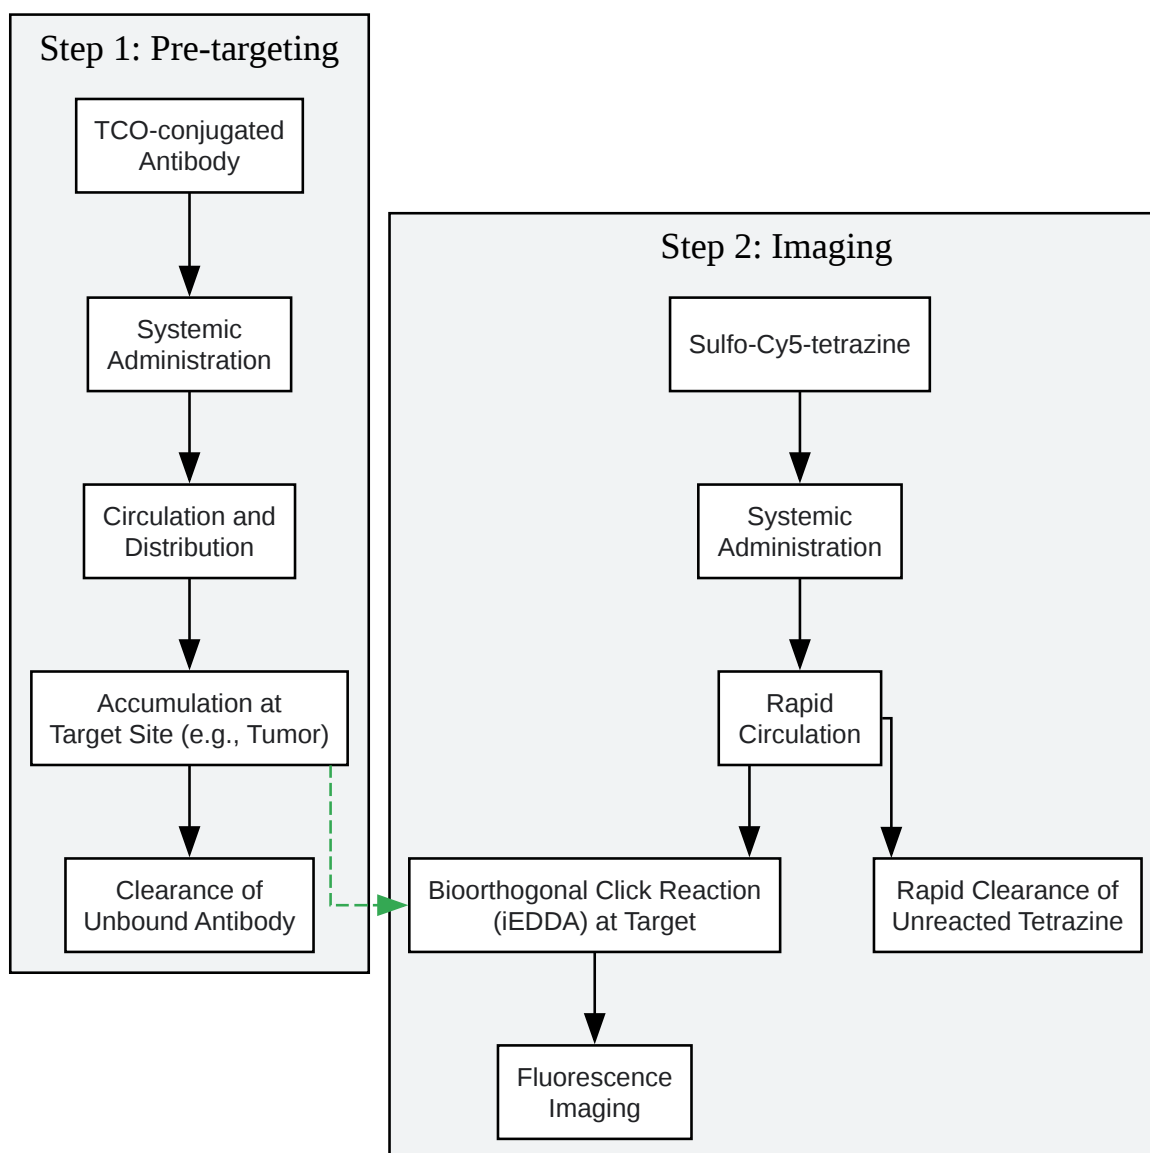 Step 1: Pre-targeting
TCO-conjugated
Antibody
Systemic
Administration
Circulation and
Distribution
Accumulation at
Target Site (e.g., Tumor)
Clearance of
Unbound Antibody
Step 2: Imaging
Sulfo-Cy5-tetrazine
Systemic
Administration
Rapid
Circulation
Bioorthogonal Click Reaction
(iEDDA) at Target
Rapid Clearance of
Unreacted Tetrazine
Fluorescence
Imaging